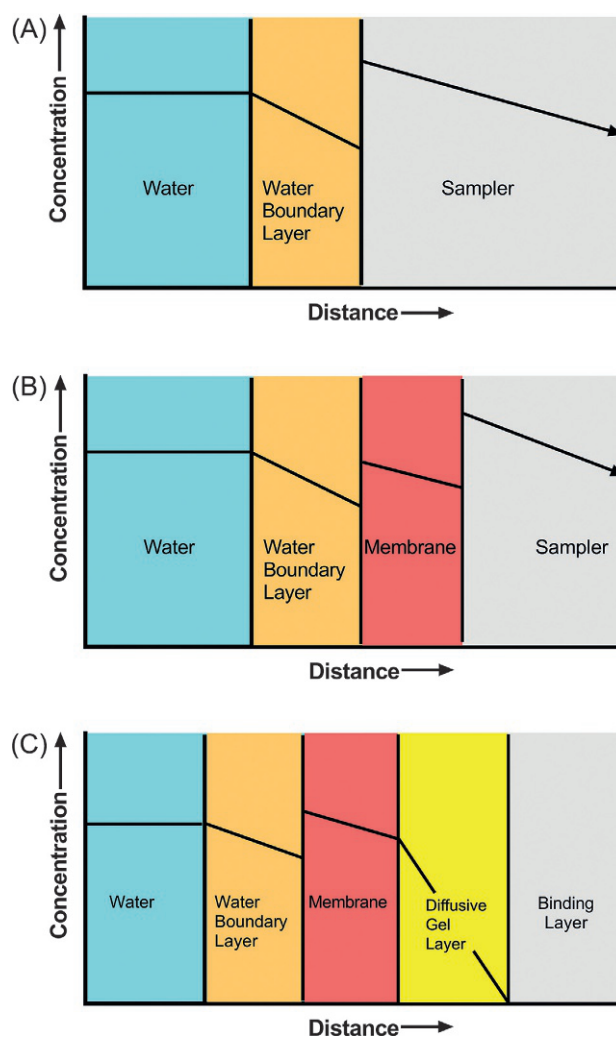 (A)
Concentration
Water
Water
Boundary
Layer
Sampler
Distance
(B)
Concentration
Water
Water
Boundary
Layer
Membrane
Sampler
Distance
(C)
Concentration
Water
Water
Boundary
Layer
Membrane
Diffusive
Gel
Layer
Binding
Layer
Distance